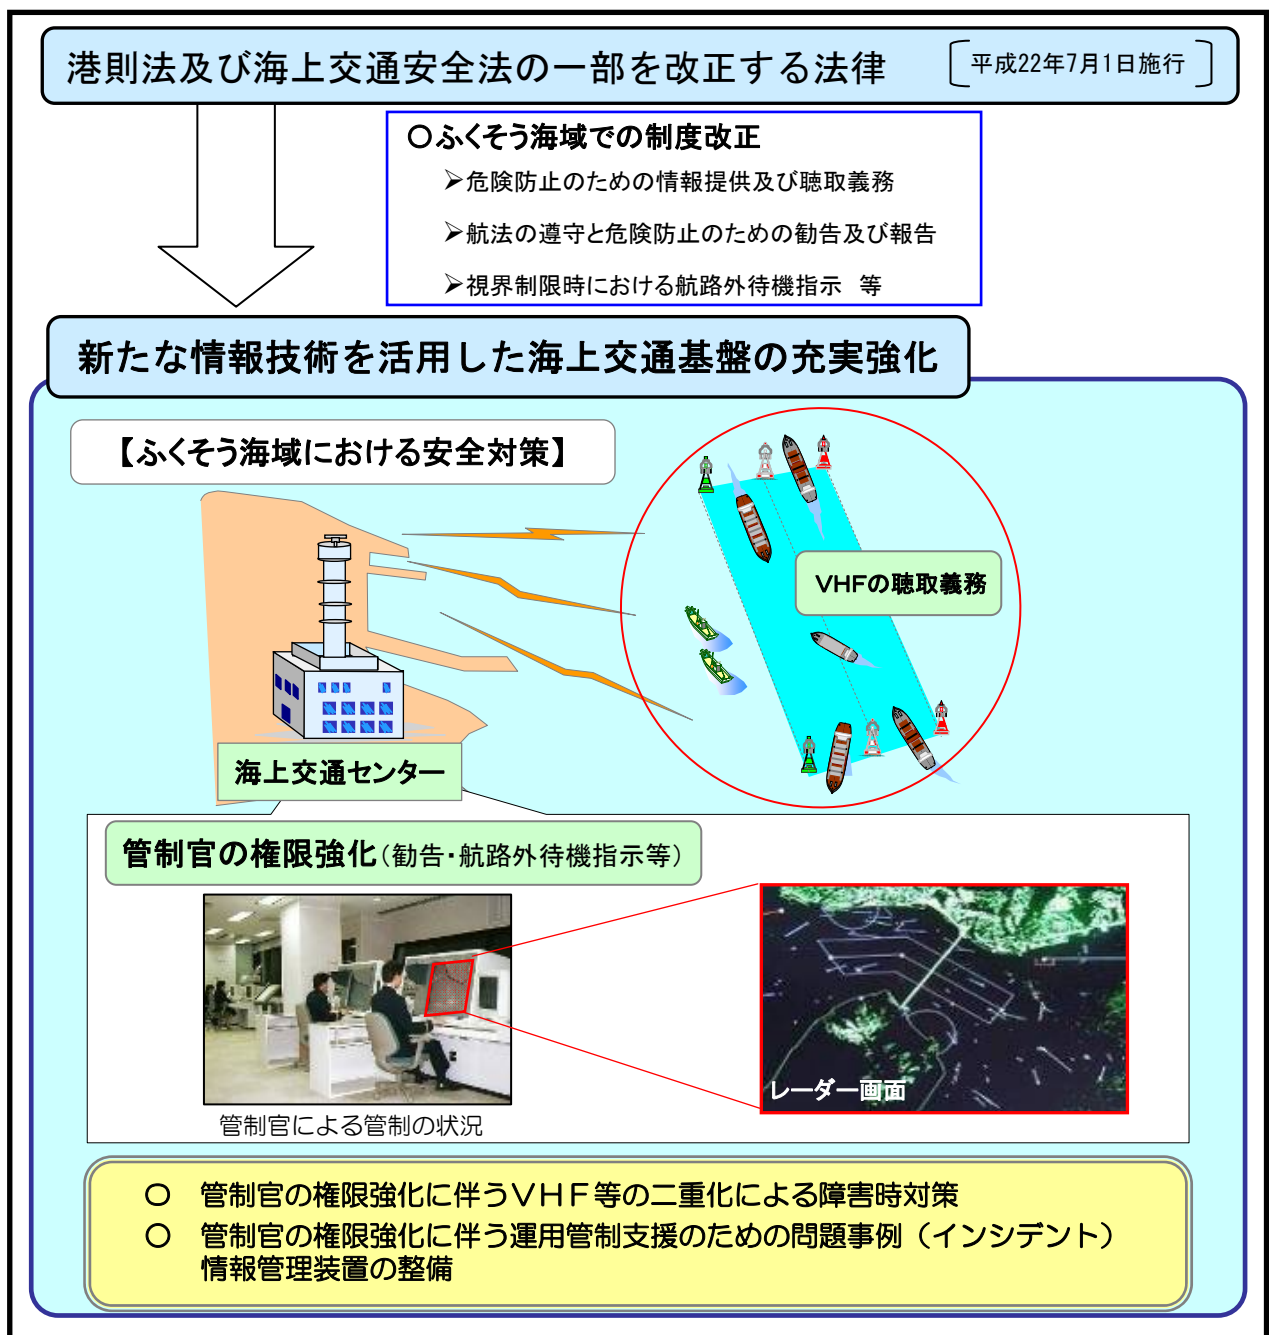 港則法及び海上交通安全法の一部を改正する法律
平成22年7月1日施行
〇ふくそう海域での制度改正
➢危険防止のための情報提供及び聴取義務
➢航法の遵守と危険防止のための勧告及び報告
➢視界制限時における航路外待機指示　等
新たな情報技術を活用した海上交通基盤の充実強化
【ふくそう海域における安全対策】
VHFの聴取義務
海上交通センター
管制官の権限強化（勧告・航路外待機指示等）
レーダー画面
管制官による管制の状況
〇　管制官の権限強化に伴うＶＨＦ等の二重化による障害時対策
〇　管制官の権限強化に伴う運用管制支援のための問題事例（インシデント）
情報管理装置の整備